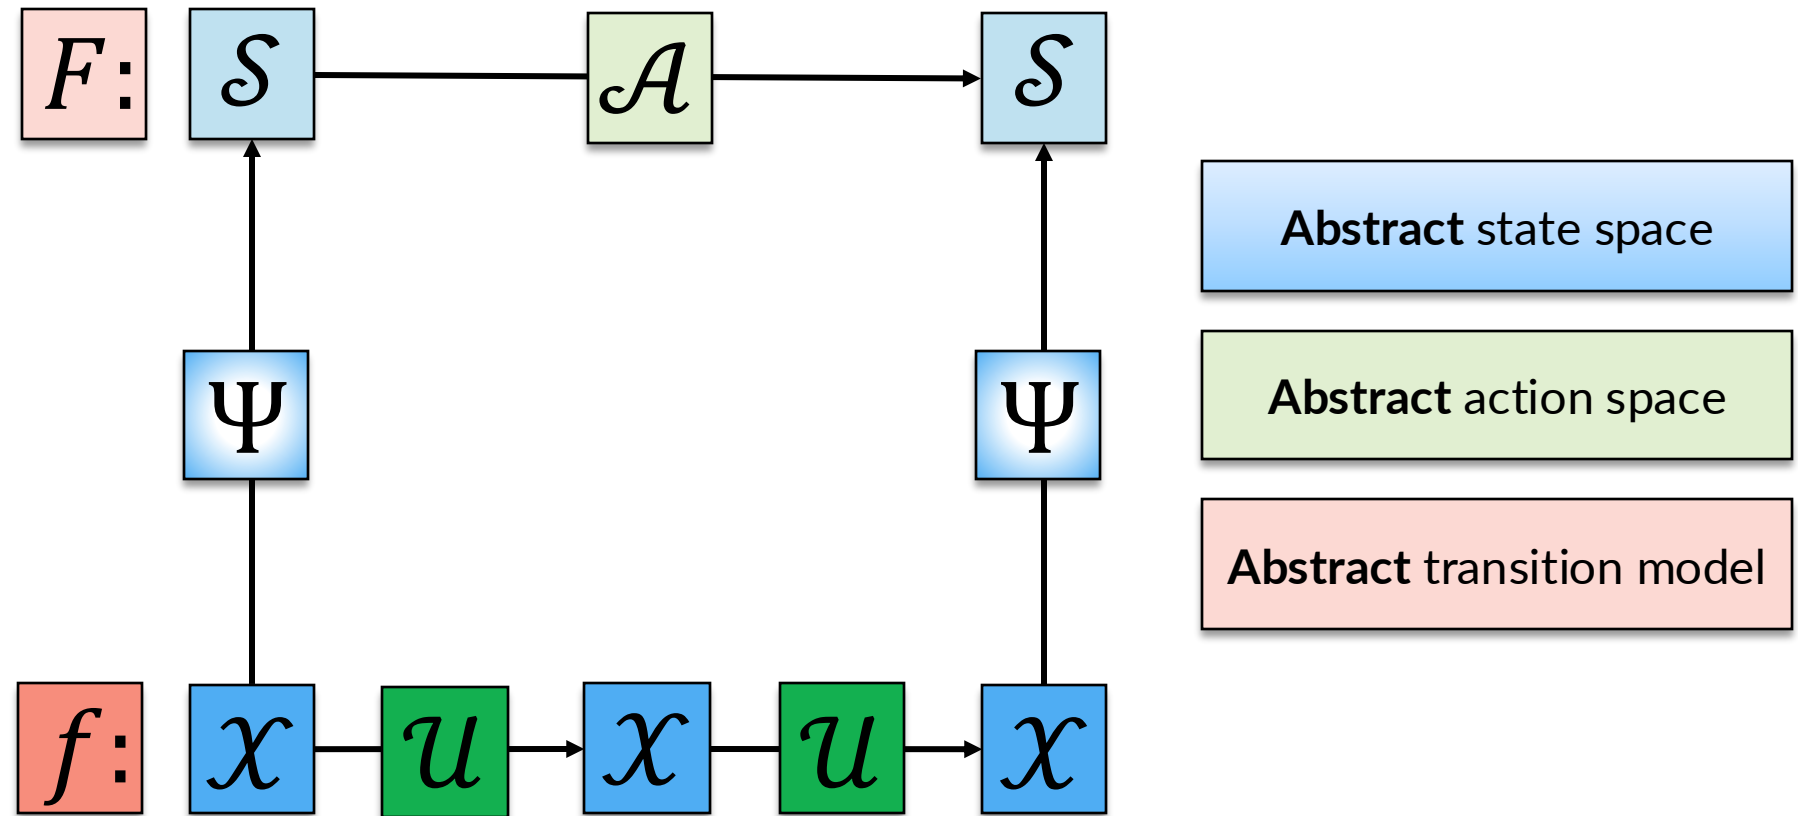 F: 𝒮 𝒜 𝒮
Abstract state space
Ψ Ψ
Abstract action space
Abstract transition model
f: 𝒳 𝒰 𝒳 𝒰 𝒳